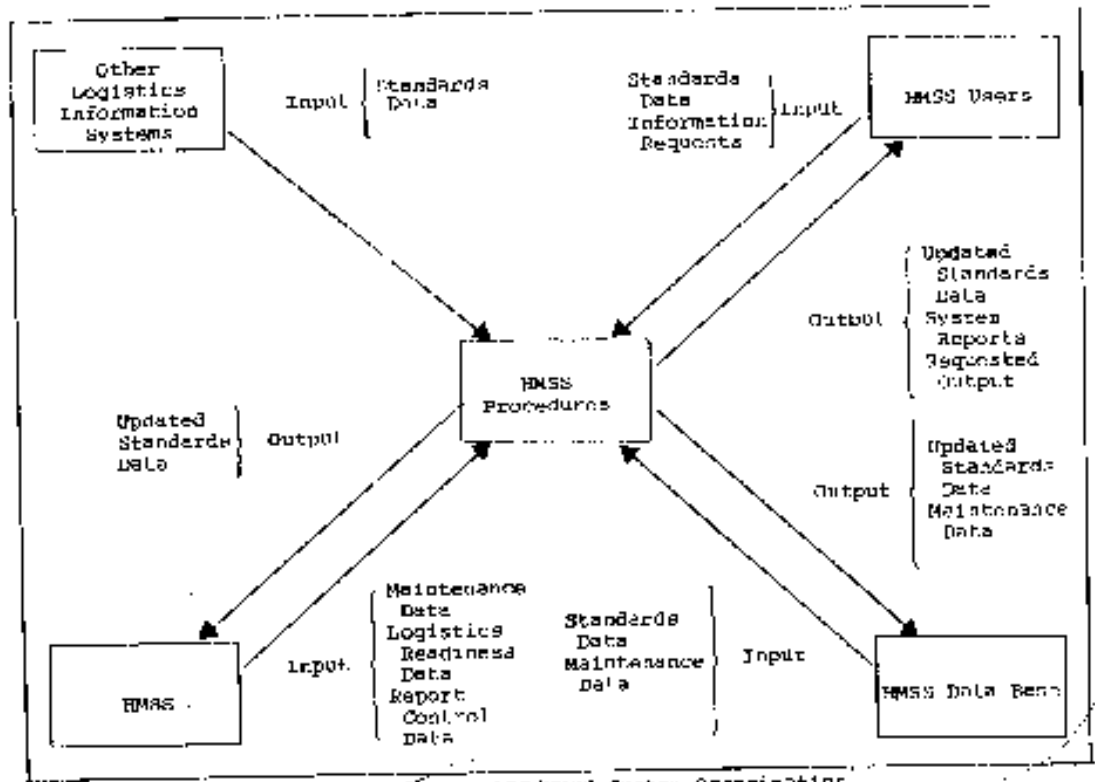 Other
Logistics
Information
Systems
Input
Standards
Data
Standards
Data
Information
Requests
Input
HMSS Users
Updated
Standards
Data
System
Reports
Requested
Output
Output
HMSS
Procedures
Updated
Standards
Data
Output
Output
Updated
Standards
Data
Maintenance
Data
Input
Maintenance
Data
Logistics
Readiness
Data
Report
Control
Data
Standards
Data
Maintenance
Data
Input
HMSS Data